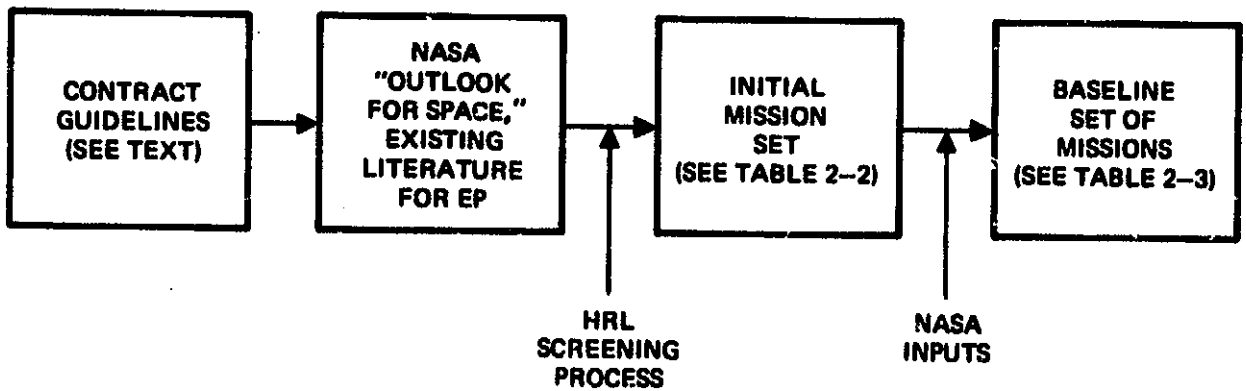 CONTRACT
GUIDELINES
(SEE TEXT)
NASA
"OUTLOOK
FOR SPACE,"
EXISTING
LITERATURE
FOR EP
INITIAL
MISSION
SET
(SEE TABLE 2-2)
BASELINE
SET OF
MISSIONS
(SEE TABLE 2-3)
HRL
SCREENING
PROCESS
NASA
INPUTS